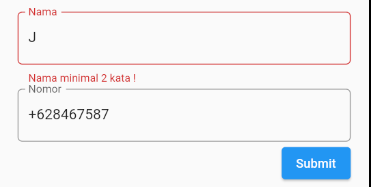 Nama
J
Nama minimal 2 kata !
Nomor
+628467587
Submit